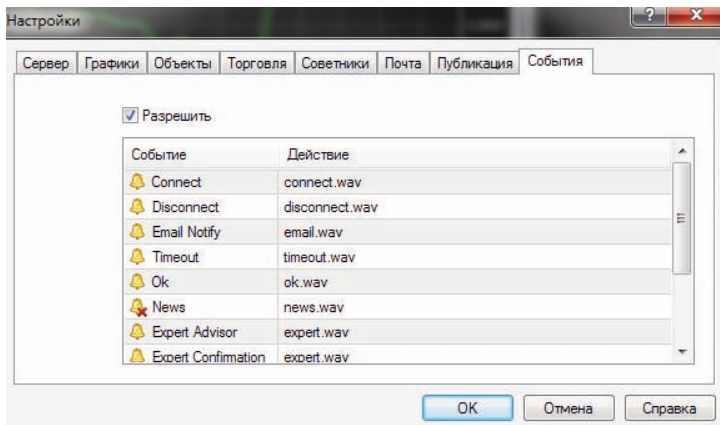 Настройки
Сервер Графики Объекты Торговля Советники Почта Публикация События
Разрешить
Событие Действие
Connect connect.wav
Disconnect disconnect.wav
Email Notify email.wav
Timeout timeout.wav
Ok ok.wav
News news.wav
Expert Advisor expert.wav
Expert Confirmation expert.wav
OK Отмена Справка